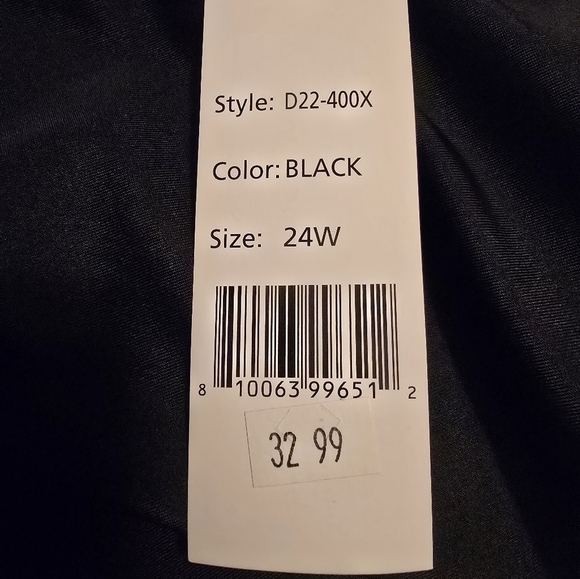 Style: D22-400X
Color: BLACK
Size: 24W
8 10063 99651 2
32 99